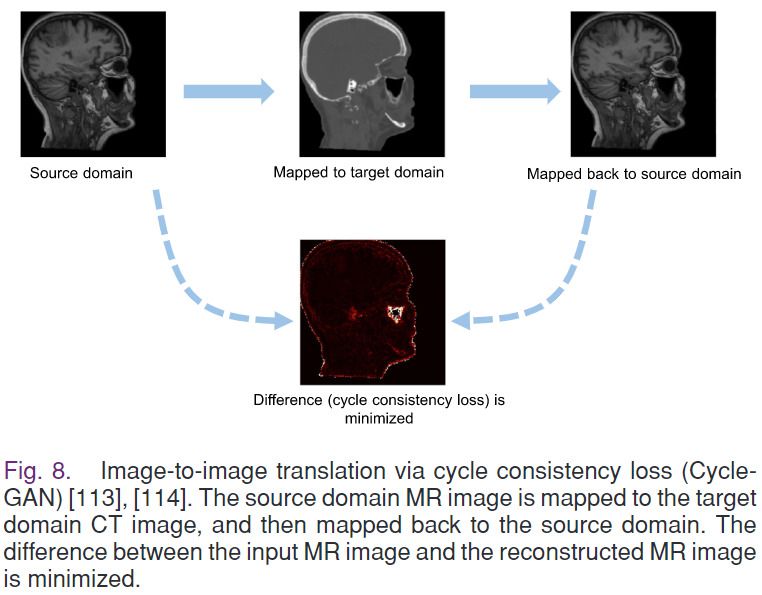 Source domain
Mapped to target domain
Mapped back to source domain
Difference (cycle consistency loss) is
minimized
Fig. 8. Image-to-image translation via cycle consistency loss (Cycle-
GAN) [113], [114]. The source domain MR image is mapped to the target
domain CT image, and then mapped back to the source domain. The
difference between the input MR image and the reconstructed MR image
is minimized.